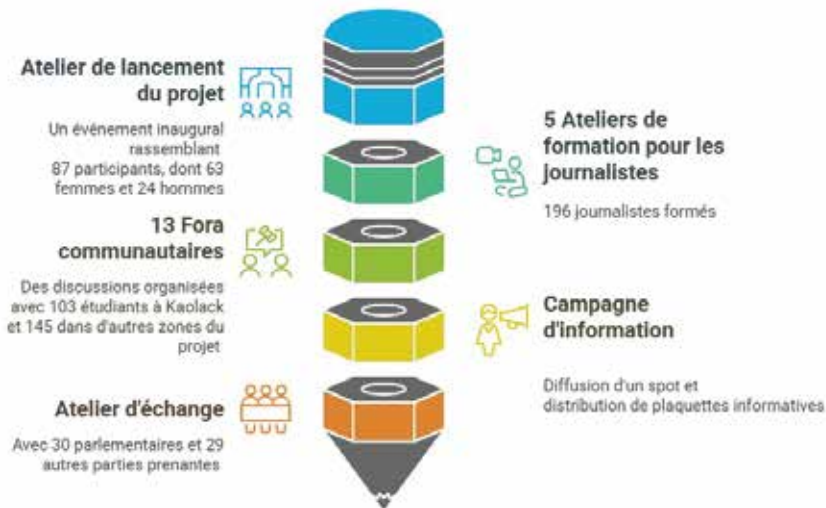 Atelier de lancement
du projet
Un événement inaugural
rassemblant
87 participants, dont 63
femmes et 24 hommes
5 Ateliers de
formation pour les
journalistes
196 journalistes formés
13 Fora
communautaires
Des discussions organisées
avec 103 étudiants à Kaolack
et 145 dans d'autres zones du
projet
Campagne
d'information
Diffusion d'un spot et
distribution de plaquettes informatives
Atelier d'échange
Avec 30 parlementaires et 29
autres parties prenantes